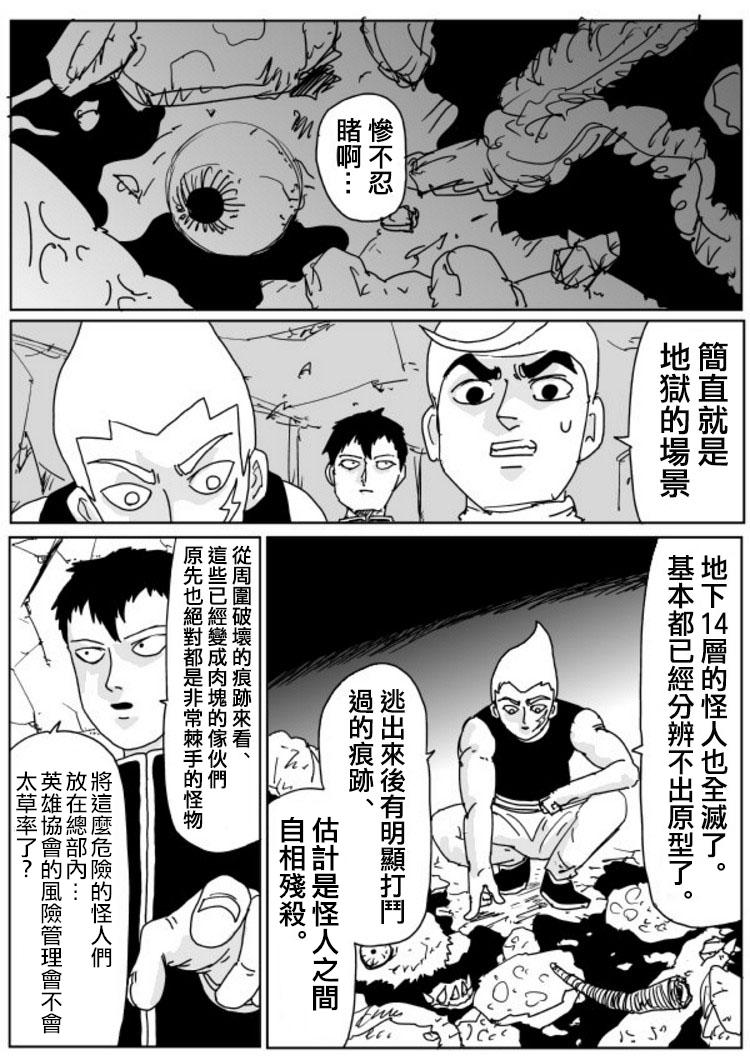 慘不忍
睹啊…
簡直就是
地獄的場景
地下14層的怪人也全滅了。
基本都已經分辨不出原型了。
逃出來後有明顯打鬥
過的痕跡、
估計是怪人之間
自相殘殺。
從周圍破壞的痕跡來看、
這些已經變成肉塊的傢伙們
原先也絕對都是非常棘手的怪物
將這麼危險的怪人們
放在總部內…
英雄協會的風險管理會不會
太草率了？